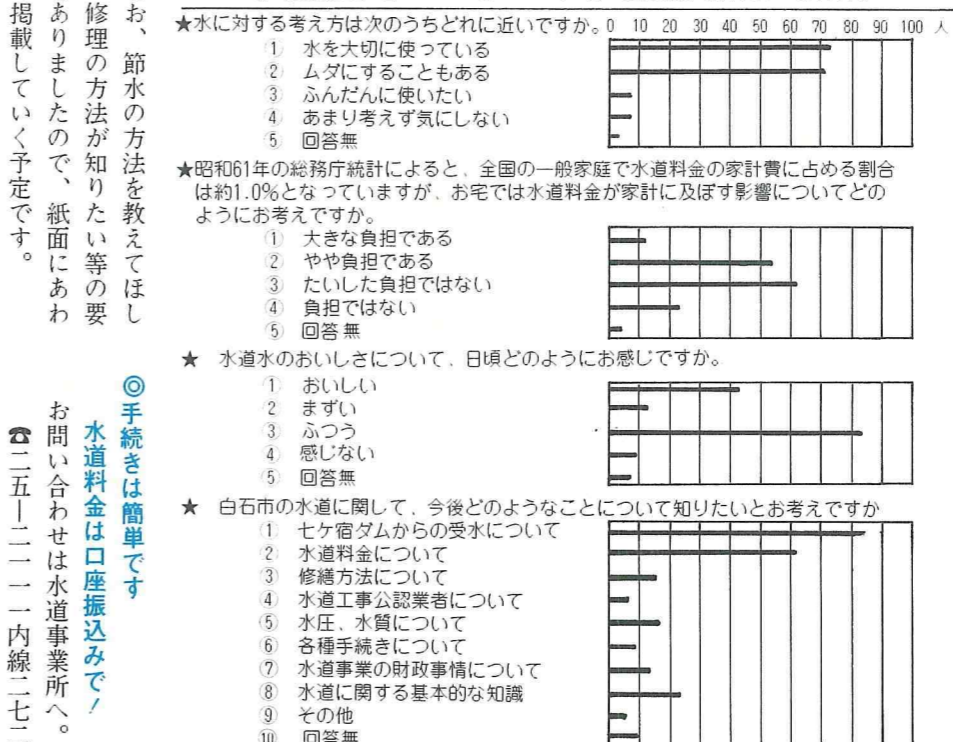 お、節水の方法を教えてほし
修理の方法が知りたい等の要
ありましたので、紙面にあわ
掲載していく予定です。
◎手続きは簡単です
水道料金は口座振込みで!
お問い合わせは水道事業所へ。
☎二五ー二一一一内線二七二
★水に対する考え方は次のうちどれに近いですか。
0 10 20 30 40 50 60 70 80 90 100 人
① 水を大切に使っている
② ムダにすることもある
③ ふんだんに使いたい
④ あまり考えず気にしない
⑤ 回答無
★昭和61年の総務庁統計によると、全国の一般家庭で水道料金の家計費に占める割合
は約1.0%となっていますが、お宅では水道料金が家計に及ぼす影響についてどの
ようにお考えですか。
① 大きな負担である
② やや負担である
③ たいした負担ではない
④ 負担ではない
⑤ 回答無
★ 水道水のおいしさについて、日頃どのようにお感じですか。
① おいしい
② まずい
③ ふつう
④ 感じない
⑤ 回答無
★ 白石市の水道に関して、今後どのようなことについて知りたいとお考えですか
① 七ケ宿ダムからの受水について
② 水道料金について
③ 修繕方法について
④ 水道工事公認業者について
⑤ 水圧、水質について
⑥ 各種手続きについて
⑦ 水道事業の財政事情について
⑧ 水道に関する基本的な知識
⑨ その他
⑩ 回答無